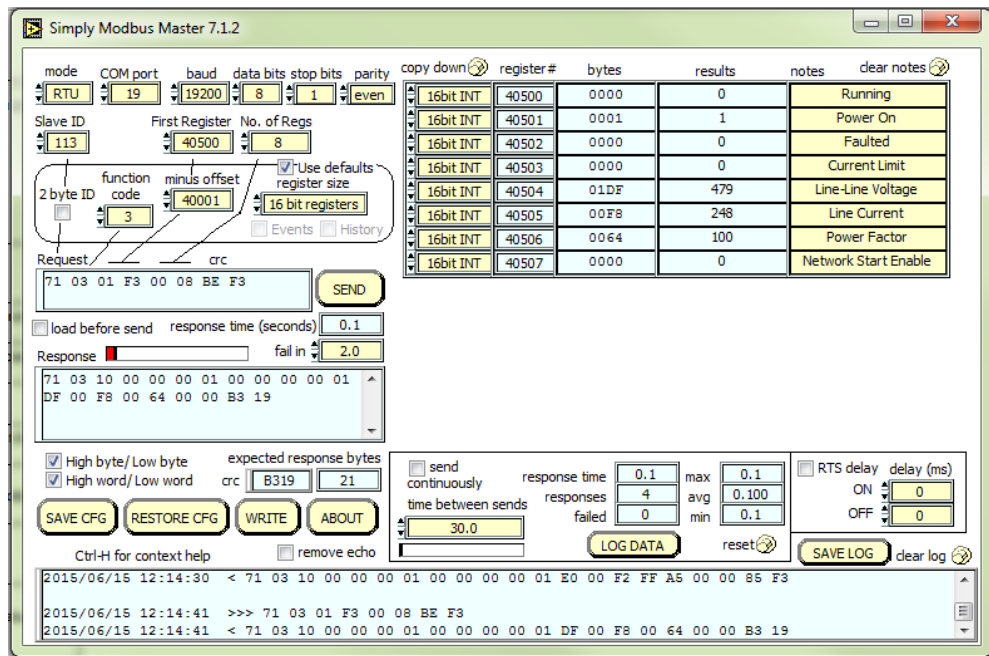 Simply Modbus Master 7.1.2
mode COM port baud data bits stop bits parity
RTU 19 19200 8 1 even
Slave ID First Register No. of Regs
113 40500 8
Use defaults
2 byte ID function code minus offset register size
3 40001 16 bit registers
Events History
Request crc
71 03 01 F3 00 08 BE F3
SEND
load before send response time (seconds) 0.1
Response fail in 2.0
71 03 10 00 00 00 01 00 00 00 00 01
DF 00 F8 00 64 00 00 B3 19
High byte/Low byte expected response bytes
High word/Low word crc B319 21
SAVE CFG RESTORE CFG WRITE ABOUT
Ctrl-H for context help remove echo
copy down register # bytes results notes clear notes
16bit INT 40500 0000 0 Running
16bit INT 40501 0001 1 Power On
16bit INT 40502 0000 0 Faulted
16bit INT 40503 0000 0 Current Limit
16bit INT 40504 01DF 479 Line-Line Voltage
16bit INT 40505 00F8 248 Line Current
16bit INT 40506 0064 100 Power Factor
16bit INT 40507 0000 0 Network Start Enable
send continuously response time 0.1 max 0.1
time between sends responses 4 avg 0.100
30.0 failed 0 min 0.1
LOG DATA reset
RTS delay delay (ms)
ON 0
OFF 0
SAVE LOG clear log
2015/06/15 12:14:30 < 71 03 10 00 00 00 01 00 00 00 00 01 E0 00 F2 FF A5 00 00 85 F3
2015/06/15 12:14:41 >>> 71 03 01 F3 00 08 BE F3
2015/06/15 12:14:41 < 71 03 10 00 00 00 01 00 00 00 00 01 DF 00 F8 00 64 00 00 B3 19